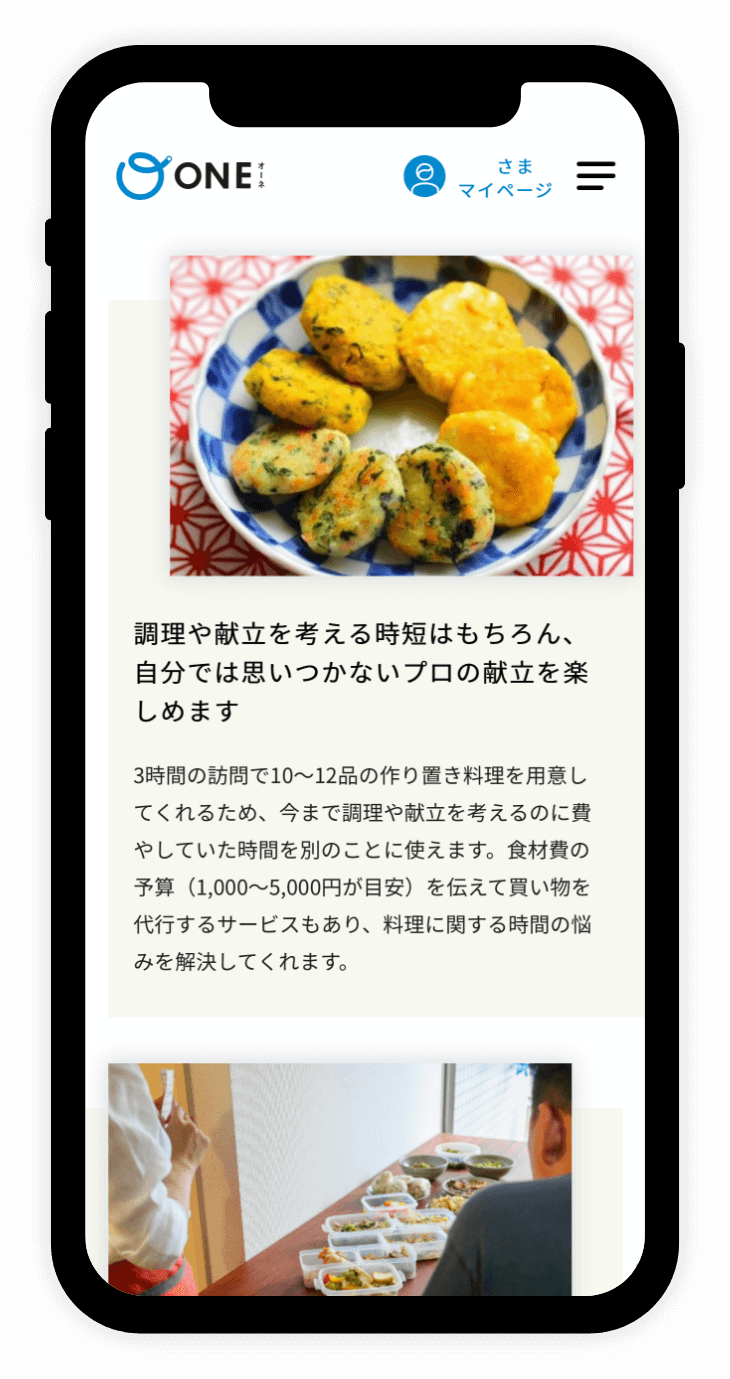 ONE オーネ
さま
マイページ
調理や献立を考える時短はもちろん、
自分では思いつかないプロの献立を楽
しめます
3時間の訪問で10〜12品の作り置き料理を用意し
てくれるため、今まで調理や献立を考えるのに費
やしていた時間を別のことに使えます。食材費の
予算（1,000〜5,000円が目安）を伝えて買い物を
代行するサービスもあり、料理に関する時間の悩
みを解決してくれます。